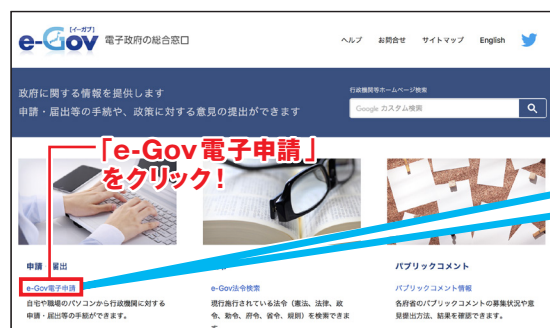 [イーガブ]
e-Gov 電子政府の総合窓口
ヘルプ お問合せ サイトマップ English
政府に関する情報を提供します
申請・届出等の手続や、政策に対する意見の提出ができます
行政機関等ホームページ検索
Google カスタム検索
「e-Gov電子申請」
をクリック!
申請 届出
パブリックコメント
e-Gov電子申請
e-Gov法令検索
パブリックコメント情報
自宅や職場のパソコンから行政機関に対する
申請・届出等の手続ができます。
現行施行されている法令(憲法、法律、政
令、勅令、府令、省令、規則)を検索できま
す。
各府省のパブリックコメントの募集状況や意
見提出方法、結果を確認できます。